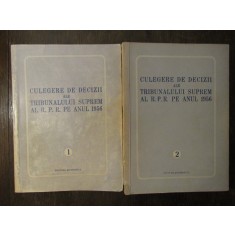 CULEGERE DE DECIZII
ALE
TRIBUNALULUI SUPREM
AL R. P. R. PE ANUL 1956
1
CULEGERE DE DECIZII
ALE
TRIBUNALULUI SUPREM
AL R. P. R. PE ANUL 1956
2